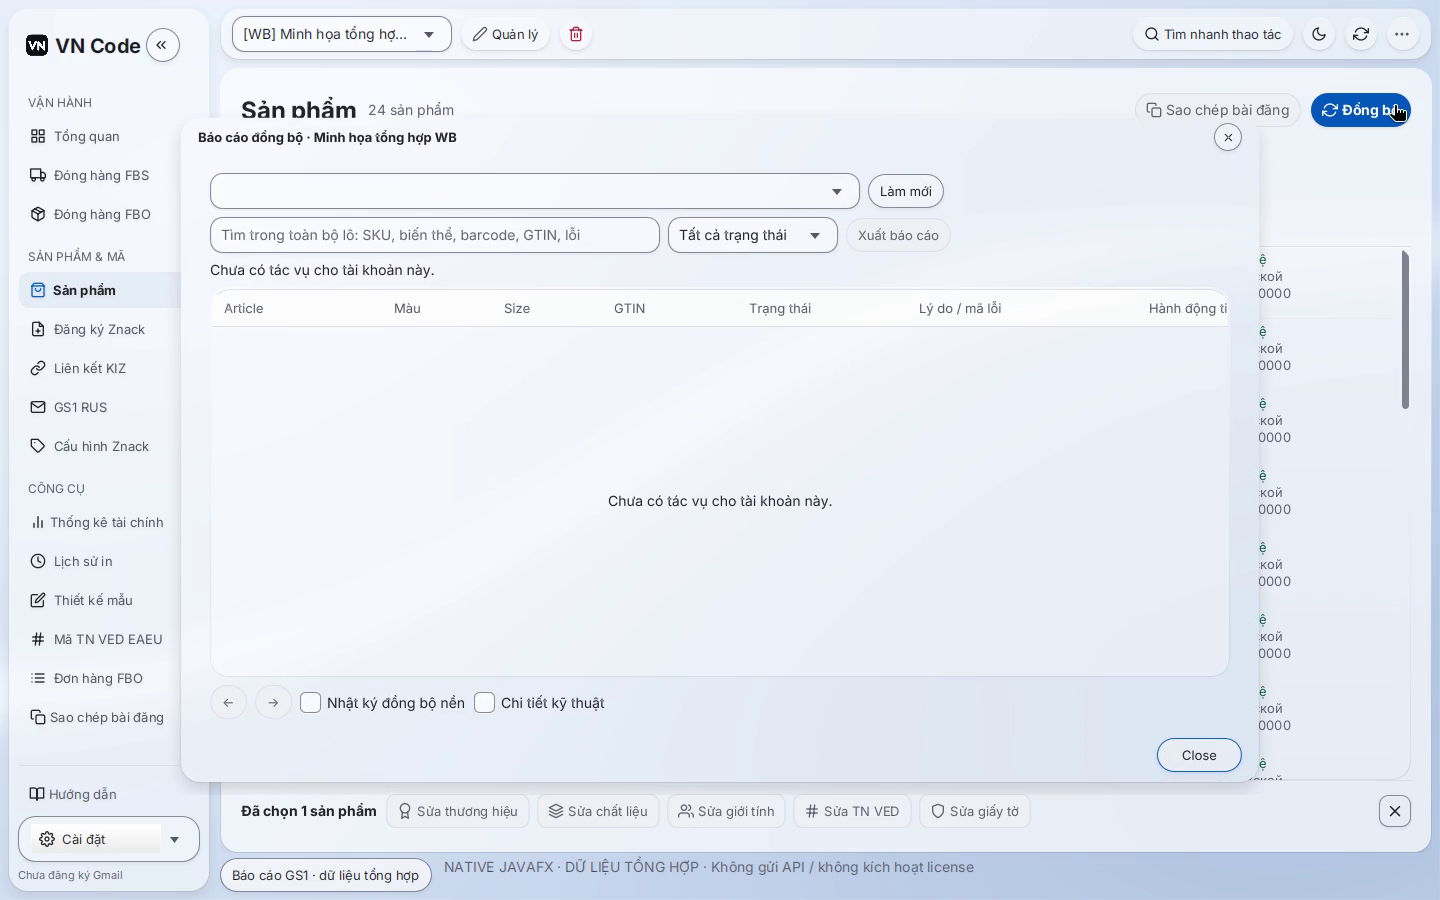 VN Code
[WB] Minh họa tổng hợ...
Quản lý
Tìm nhanh thao tác
VẬN HÀNH
Tổng quan
Đóng hàng FBS
Đóng hàng FBO
SẢN PHẨM & MÃ
Sản phẩm
Đăng ký Znack
Liên kết KIZ
GS1 RUS
Cấu hình Znack
CÔNG CỤ
Thống kê tài chính
Lịch sử in
Thiết kế mẫu
Mã TN VED EAEU
Đơn hàng FBO
Sao chép bài đăng
Hướng dẫn
Cài đặt
Chưa đăng ký Gmail
Sản phẩm
24 sản phẩm
Sao chép bài đăng
Đồng
Báo cáo đồng bộ · Minh họa tổng hợp WB
Làm mới
Tìm trong toàn bộ lô: SKU, biến thể, barcode, GTIN, lỗi
Tất cả trạng thái
Xuất báo cáo
Chưa có tác vụ cho tài khoản này.
Article
Màu
Size
GTIN
Trạng thái
Lý do / mã lỗi
Hành động ti
Chưa có tác vụ cho tài khoản này.
Nhật ký đồng bộ nền
Chi tiết kỹ thuật
Close
Đã chọn 1 sản phẩm
Sửa thương hiệu
Sửa chất liệu
Sửa giới tính
Sửa TN VED
Sửa giấy tờ
Báo cáo GS1 · dữ liệu tổng hợp
NATIVE JAVAFX · DỮ LIỆU TỔNG HỢP · Không gửi API / không kích hoạt license